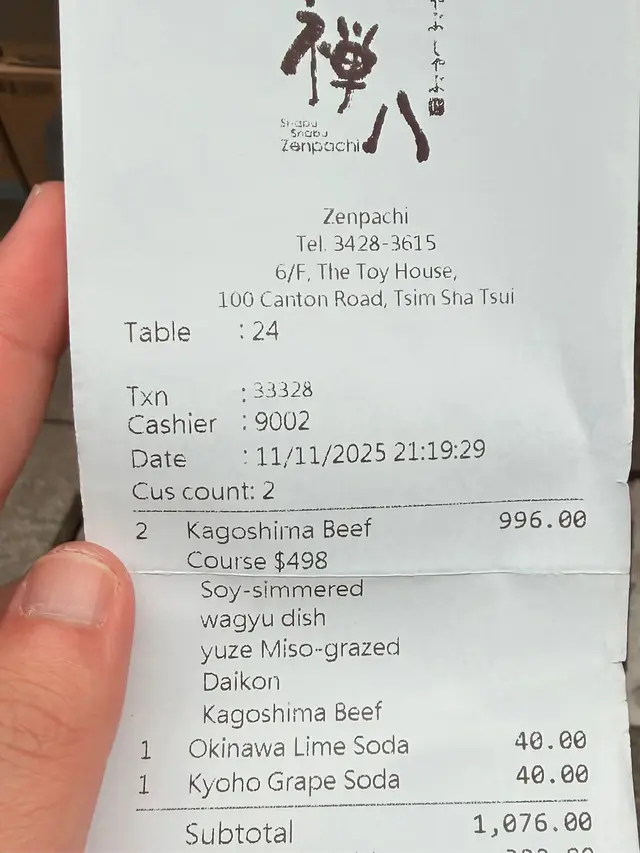 禅八
Shabu
Shabu
Zenpachi
Zenpachi
Tel. 3428-3615
6/F, The Toy House,
100 Canton Road, Tsim Sha Tsui
Table : 24
Txn : 33328
Cashier : 9002
Date : 11/11/2025 21:19:29
Cus count: 2
2 Kagoshima Beef 996.00
Course $498
Soy-simmered
wagyu dish
yuze Miso-grazed
Daikon
Kagoshima Beef
1 Okinawa Lime Soda 40.00
1 Kyoho Grape Soda 40.00
Subtotal 1,076.00